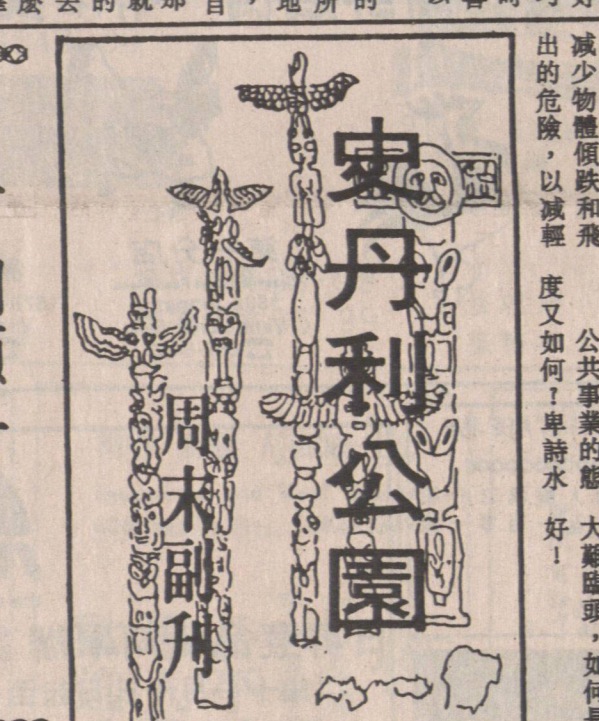 減少物體傾跌和飛
出的危險，以減輕
公共事業的態
度又如何？卑詩水
大難臨頭，如何
好！
史丹利公園
周末副刋